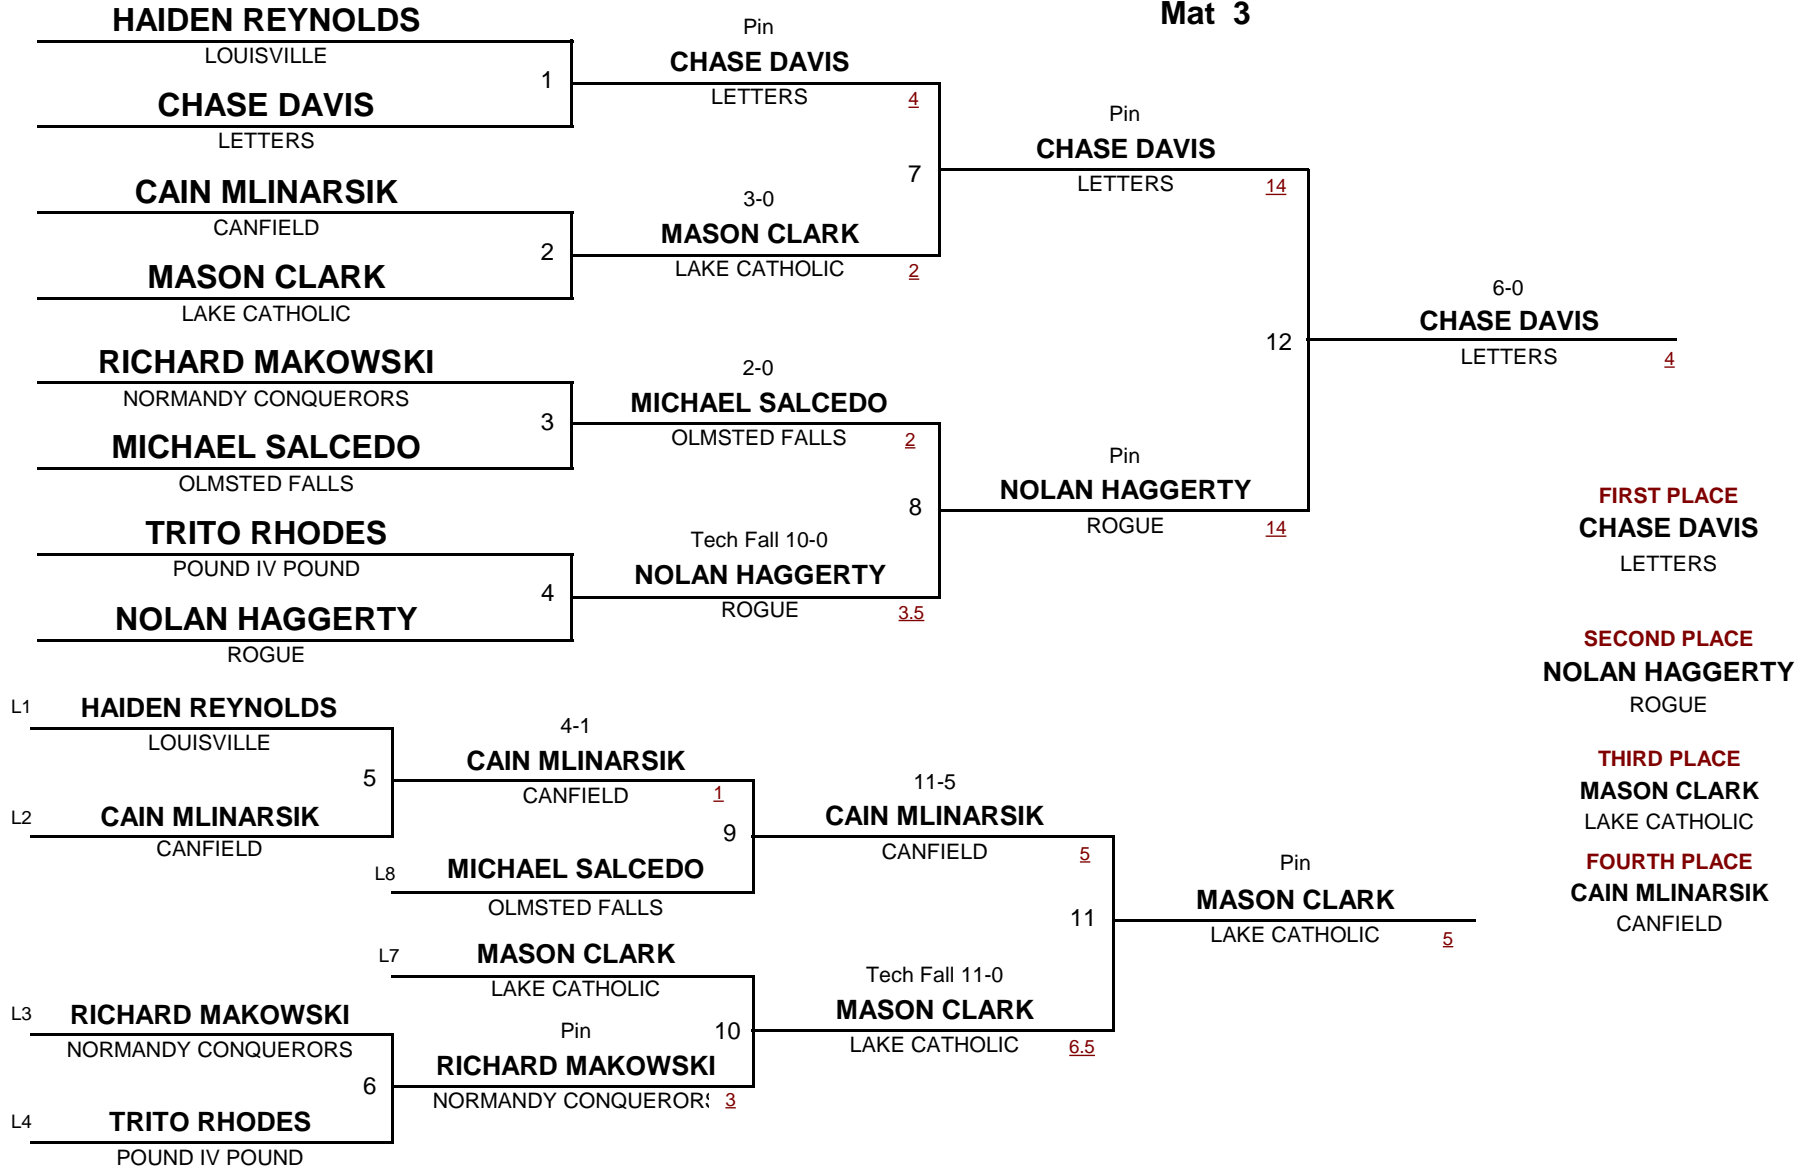 Mat 3
HAIDEN REYNOLDS
LOUISVILLE
1
CHASE DAVIS
LETTERS
Pin
CHASE DAVIS
LETTERS
4
CAIN MLINARSIK
CANFIELD
2
MASON CLARK
LAKE CATHOLIC
3-0
MASON CLARK
LAKE CATHOLIC
2
7
Pin
CHASE DAVIS
LETTERS
14
RICHARD MAKOWSKI
NORMANDY CONQUERORS
3
MICHAEL SALCEDO
OLMSTED FALLS
2-0
MICHAEL SALCEDO
OLMSTED FALLS
2
TRITO RHODES
POUND IV POUND
4
NOLAN HAGGERTY
ROGUE
Tech Fall 10-0
NOLAN HAGGERTY
ROGUE
3.5
8
Pin
NOLAN HAGGERTY
ROGUE
14
12
6-0
CHASE DAVIS
LETTERS
4
FIRST PLACE
CHASE DAVIS
LETTERS
SECOND PLACE
NOLAN HAGGERTY
ROGUE
THIRD PLACE
MASON CLARK
LAKE CATHOLIC
FOURTH PLACE
CAIN MLINARSIK
CANFIELD
L1 HAIDEN REYNOLDS
LOUISVILLE
5
L2 CAIN MLINARSIK
CANFIELD
4-1
CAIN MLINARSIK
CANFIELD
1
9
L8 MICHAEL SALCEDO
OLMSTED FALLS
11-5
CAIN MLINARSIK
CANFIELD
5
L7 MASON CLARK
LAKE CATHOLIC
L3 RICHARD MAKOWSKI
NORMANDY CONQUERORS
6
L4 TRITO RHODES
POUND IV POUND
Pin
10
RICHARD MAKOWSKI
NORMANDY CONQUERORS
3
Tech Fall 11-0
MASON CLARK
LAKE CATHOLIC
6.5
11
Pin
MASON CLARK
LAKE CATHOLIC
5